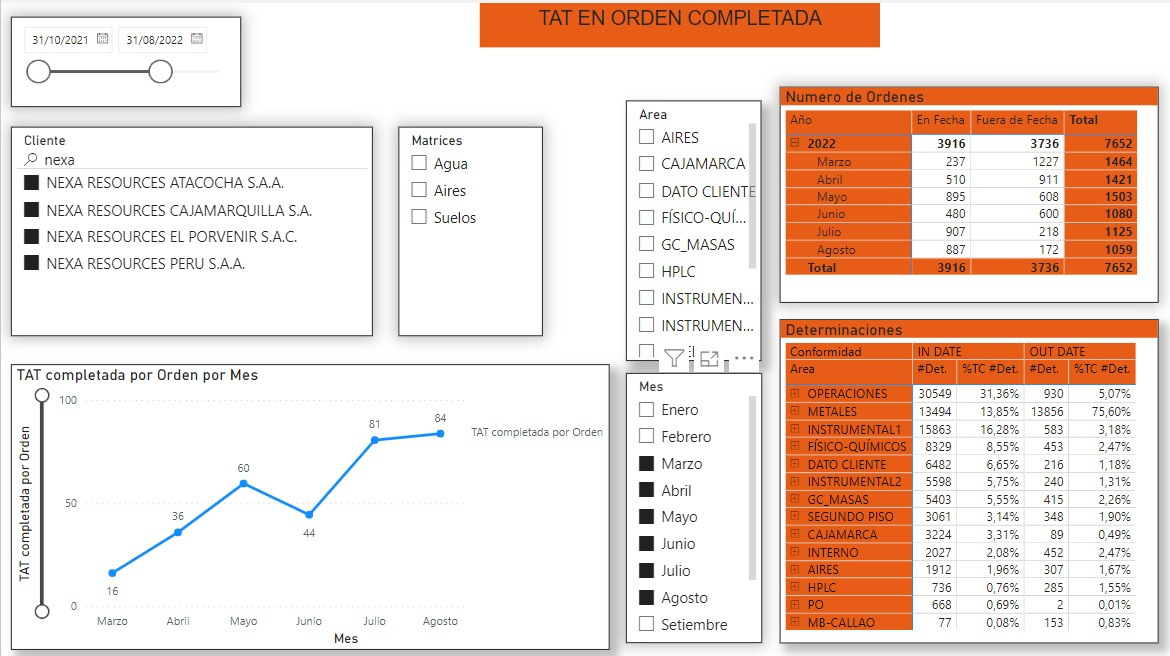 TAT EN ORDEN COMPLETADA
31/10/2021 31/08/2022
Cliente
nexa
NEXA RESOURCES ATACOCHA S.A.A.
NEXA RESOURCES CAJAMARQUILLA S.A.
NEXA RESOURCES EL PORVENIR S.A.C.
NEXA RESOURCES PERU S.A.A.
Matrices
Agua
Aires
Suelos
Area
AIRES
CAJAMARCA
DATO CLIENTE
FÍSICO-QUÍ...
GC_MASAS
HPLC
INSTRUMEN...
INSTRUMEN...
Numero de Ordenes
Año En Fecha Fuera de Fecha Total
2022 3916 3736 7652
Marzo 237 1227 1464
Abril 510 911 1421
Mayo 895 608 1503
Junio 480 600 1080
Julio 907 218 1125
Agosto 887 172 1059
Total 3916 3736 7652
TAT completada por Orden por Mes
TAT completada por Orden
100
50
0
16
36
60
44
81
84
TAT completada por Orden
Marzo Abril Mayo Junio Julio Agosto
Mes
Mes
Enero
Febrero
Marzo
Abril
Mayo
Junio
Julio
Agosto
Setiembre
Determinaciones
Conformidad IN DATE OUT DATE
Area #Det. %TC #Det. #Det. %TC #Det.
OPERACIONES 30549 31,36% 930 5,07%
METALES 13494 13,85% 13856 75,60%
INSTRUMENTAL1 15863 16,28% 583 3,18%
FÍSICO-QUÍMICOS 8329 8,55% 453 2,47%
DATO CLIENTE 6482 6,65% 216 1,18%
INSTRUMENTAL2 5598 5,75% 240 1,31%
GC_MASAS 5403 5,55% 415 2,26%
SEGUNDO PISO 3061 3,14% 348 1,90%
CAJAMARCA 3224 3,31% 89 0,49%
INTERNO 2027 2,08% 452 2,47%
AIRES 1912 1,96% 307 1,67%
HPLC 736 0,76% 285 1,55%
PO 668 0,69% 2 0,01%
MB-CALLAO 77 0,08% 153 0,83%